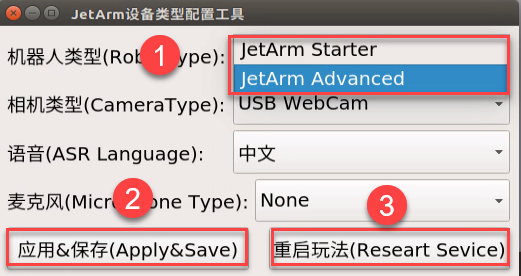 JetArm设备类型配置工具
机器人类型(Robo Type): JetArm Starter
JetArm Advanced
相机类型(CameraType): USB WebCam
语音(ASR Language): 中文
麦克风(Micro one Type): None
应用&保存(Apply&Save) 重启玩法(Researt Sevice)
1
2
3